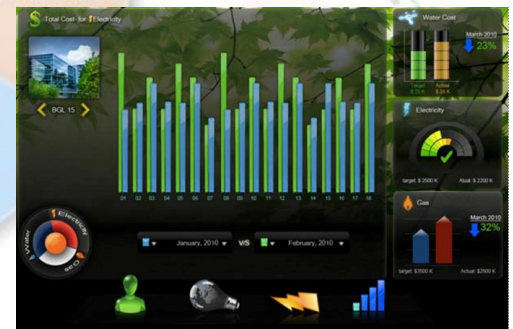 $ Total Cost- for Electricity
BGL 15
01 02 03 04 05 06 07 08 09 10 11 12 13 14 15 16 17 18
January, 2010 V/S February, 2010
Water
Electricity
Gas
Water Cost
March 2010
23%
Target
Actual
Electricity
target: $ 2500 K
Atual: $ 2200 K
Gas
March 2010
32%
target: $3500 K
Actual: $2600 K